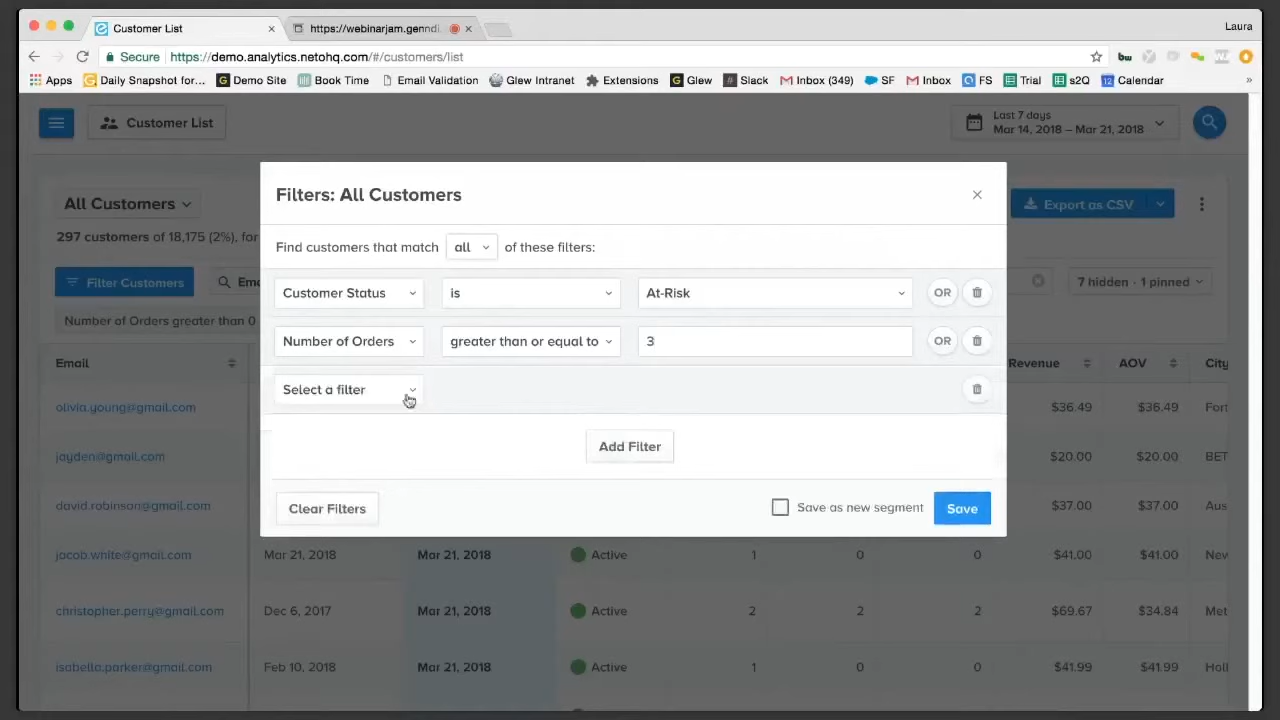 Customer List
https://webinarjam.genndi.
Laura
Secure https://demo.analytics.netohq.com/#/customers/list
Apps Daily Snapshot for... Demo Site Book Time Email Validation Glew Intranet Extensions Glew Slack Inbox (349) SF Inbox FS Trial s2Q Calendar »
Customer List
Last 7 days
Mar 14, 2018 – Mar 21, 2018
Filters: All Customers
All Customers
Export as CSV
297 customers of 18,175 (2%), for
Find customers that match all of these filters:
Filter Customers
7 hidden · 1 pinned
Customer Status is At-Risk OR
Number of Orders greater than 0
Number of Orders greater than or equal to 3 OR
Email Revenue AOV City
Select a filter
olivia.young@gmail.com $36.49 $36.49
Add Filter
jayden@gmail.com $20.00 $20.00 BET
Clear Filters Save as new segment Save
david.robinson@gmail.com $37.00 $37.00
jacob.white@gmail.com Mar 21, 2018 Mar 21, 2018 Active 1 0 0 $41.00 $41.00 New
christopher.perry@gmail.com Dec 6, 2017 Mar 21, 2018 Active 2 2 2 $69.67 $34.84 Met
isabella.parker@gmail.com Feb 10, 2018 Mar 21, 2018 Active 1 0 0 $41.99 $41.99 Holl